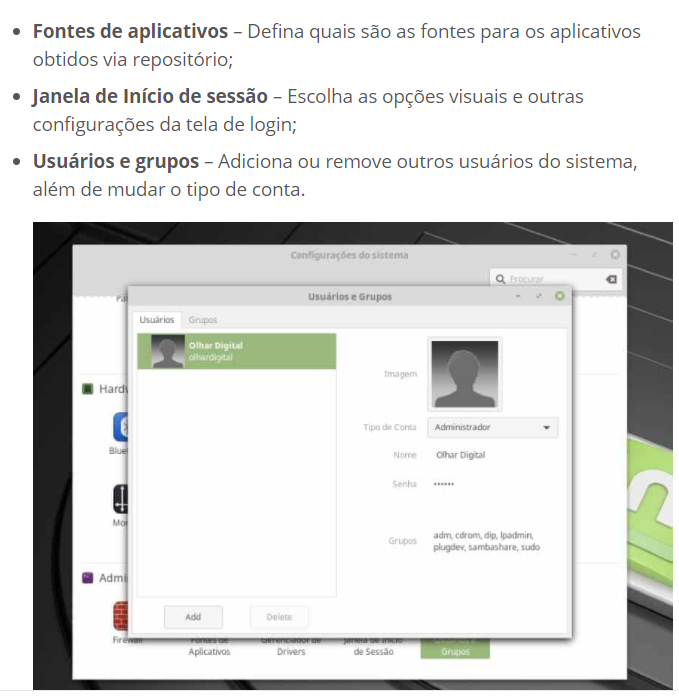 Fontes de aplicativos – Defina quais são as fontes para os aplicativos
obtidos via repositório;
Janela de Início de sessão – Escolha as opções visuais e outras
configurações da tela de login;
Usuários e grupos – Adiciona ou remove outros usuários do sistema,
além de mudar o tipo de conta.
Configurações do sistema
Procurar
Usuários e Grupos
Usuários Grupos
Olhar Digital
olhardigital
Imagem
Tipo de Conta Administrador
Nome Olhar Digital
Senha ••••••
Grupos adm, cdrom, dip, lpadmin,
plugdev, sambashare, sudo
Add Delete
Hardw
Blue
Mo
Admi
Firewall
Fontes de
Aplicativos
Gerenciador de
Drivers
Janela de Início
de Sessão
Grupos